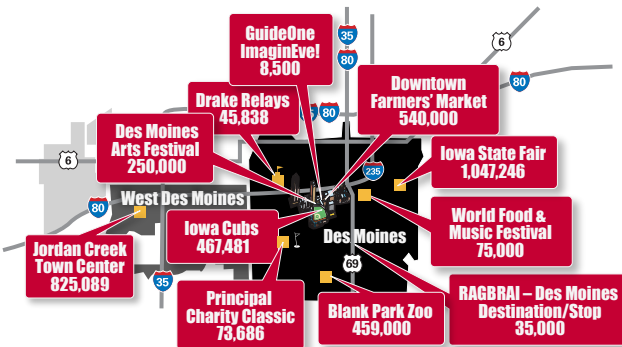 GuideOne
ImaginEve!
8,500
35
80
6
80
Drake Relays
45,838
80
Downtown
Farmers' Market
540,000
Des Moines
Arts Festival
250,000
6
235
Iowa State Fair
1,047,246
West Des Moines
80
Iowa Cubs
467,481
Des Moines
World Food &
Music Festival
75,000
Jordan Creek
Town Center
825,089
35
69
Principal
Charity Classic
73,686
Blank Park Zoo
459,000
RAGBRAI – Des Moines
Destination/Stop
35,000